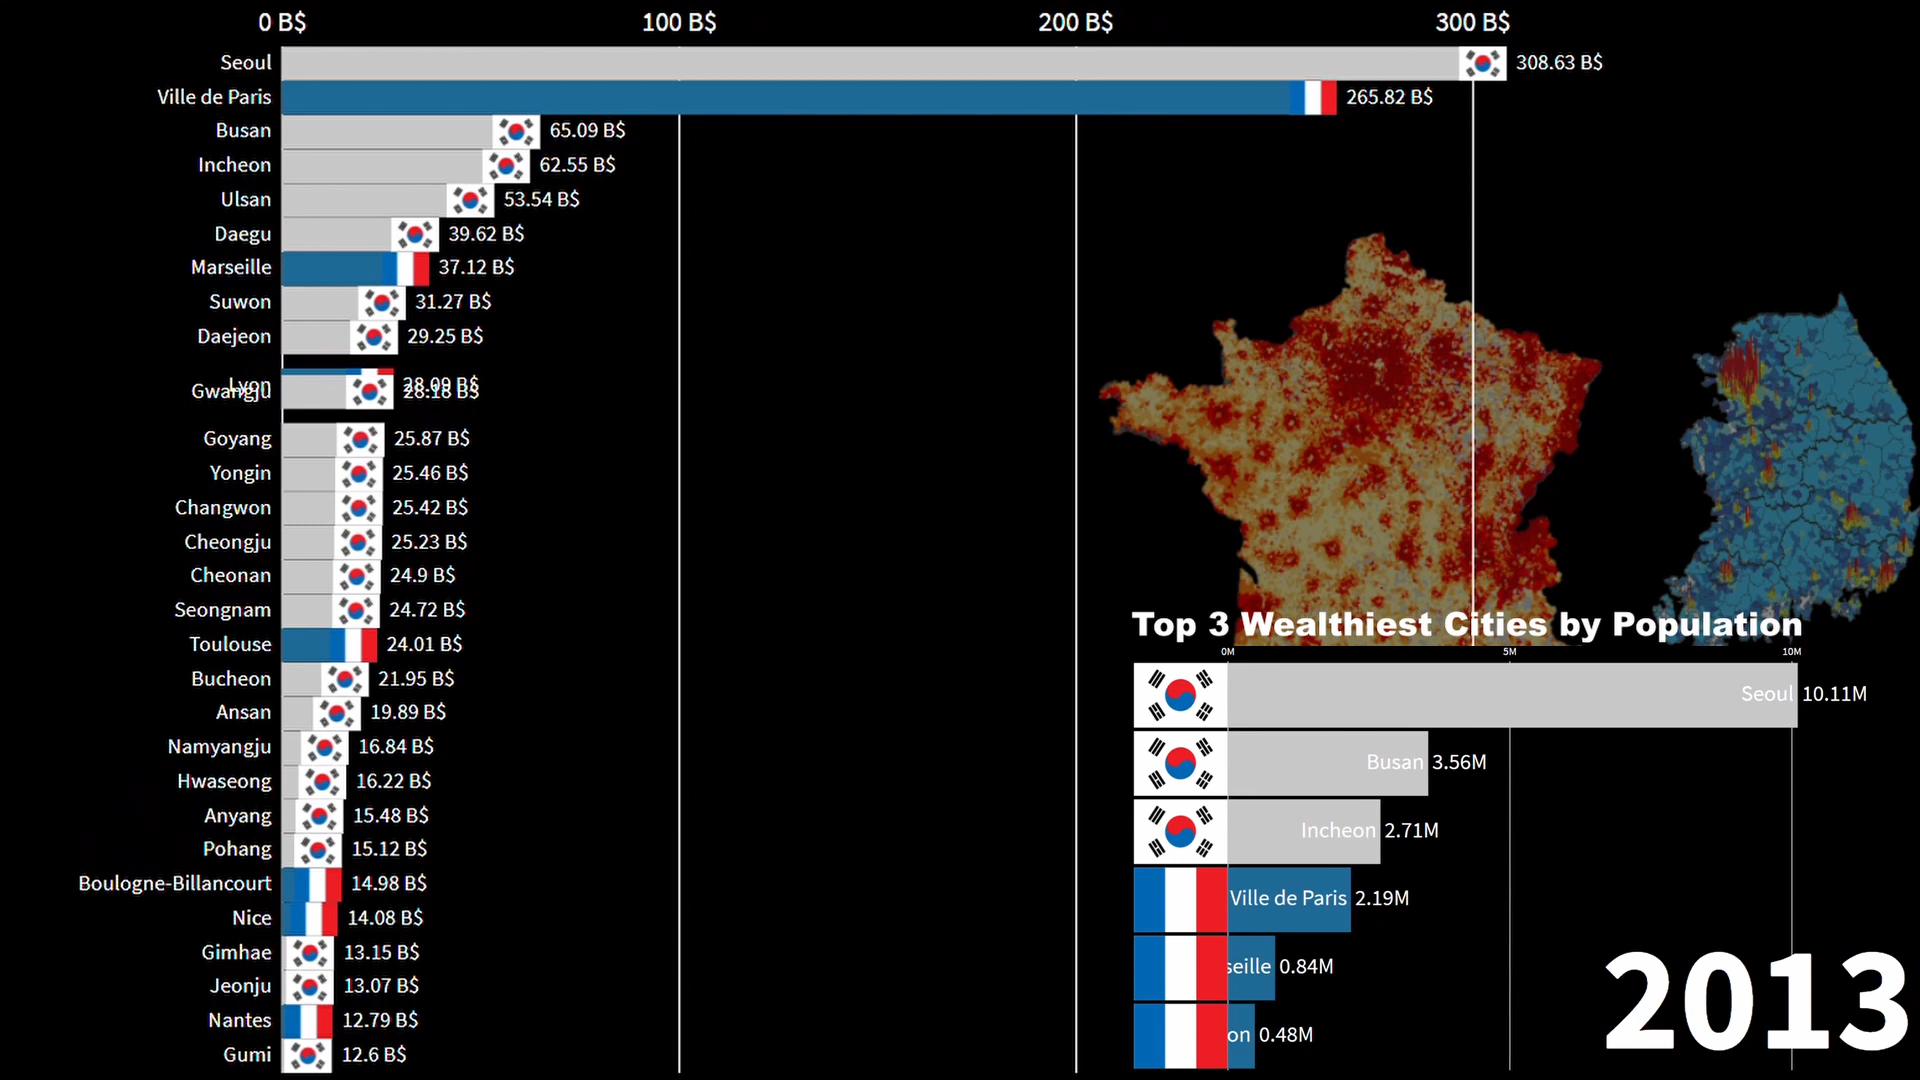 0 B$ 100 B$ 200 B$ 300 B$
Seoul 308.63 B$
Ville de Paris 265.82 B$
Busan 65.09 B$
Incheon 62.55 B$
Ulsan 53.54 B$
Daegu 39.62 B$
Marseille 37.12 B$
Suwon 31.27 B$
Daejeon 29.25 B$
Lyon 28.09 B$
Gwangju 28.18 B$
Goyang 25.87 B$
Yongin 25.46 B$
Changwon 25.42 B$
Cheongju 25.23 B$
Cheonan 24.9 B$
Seongnam 24.72 B$
Toulouse 24.01 B$
Bucheon 21.95 B$
Ansan 19.89 B$
Namyangju 16.84 B$
Hwaseong 16.22 B$
Anyang 15.48 B$
Pohang 15.12 B$
Boulogne-Billancourt 14.98 B$
Nice 14.08 B$
Gimhae 13.15 B$
Jeonju 13.07 B$
Nantes 12.79 B$
Gumi 12.6 B$
Top 3 Wealthiest Cities by Population
0M 5M 10M
Seoul 10.11M
Busan 3.56M
Incheon 2.71M
Ville de Paris 2.19M
seille 0.84M
on 0.48M
2013